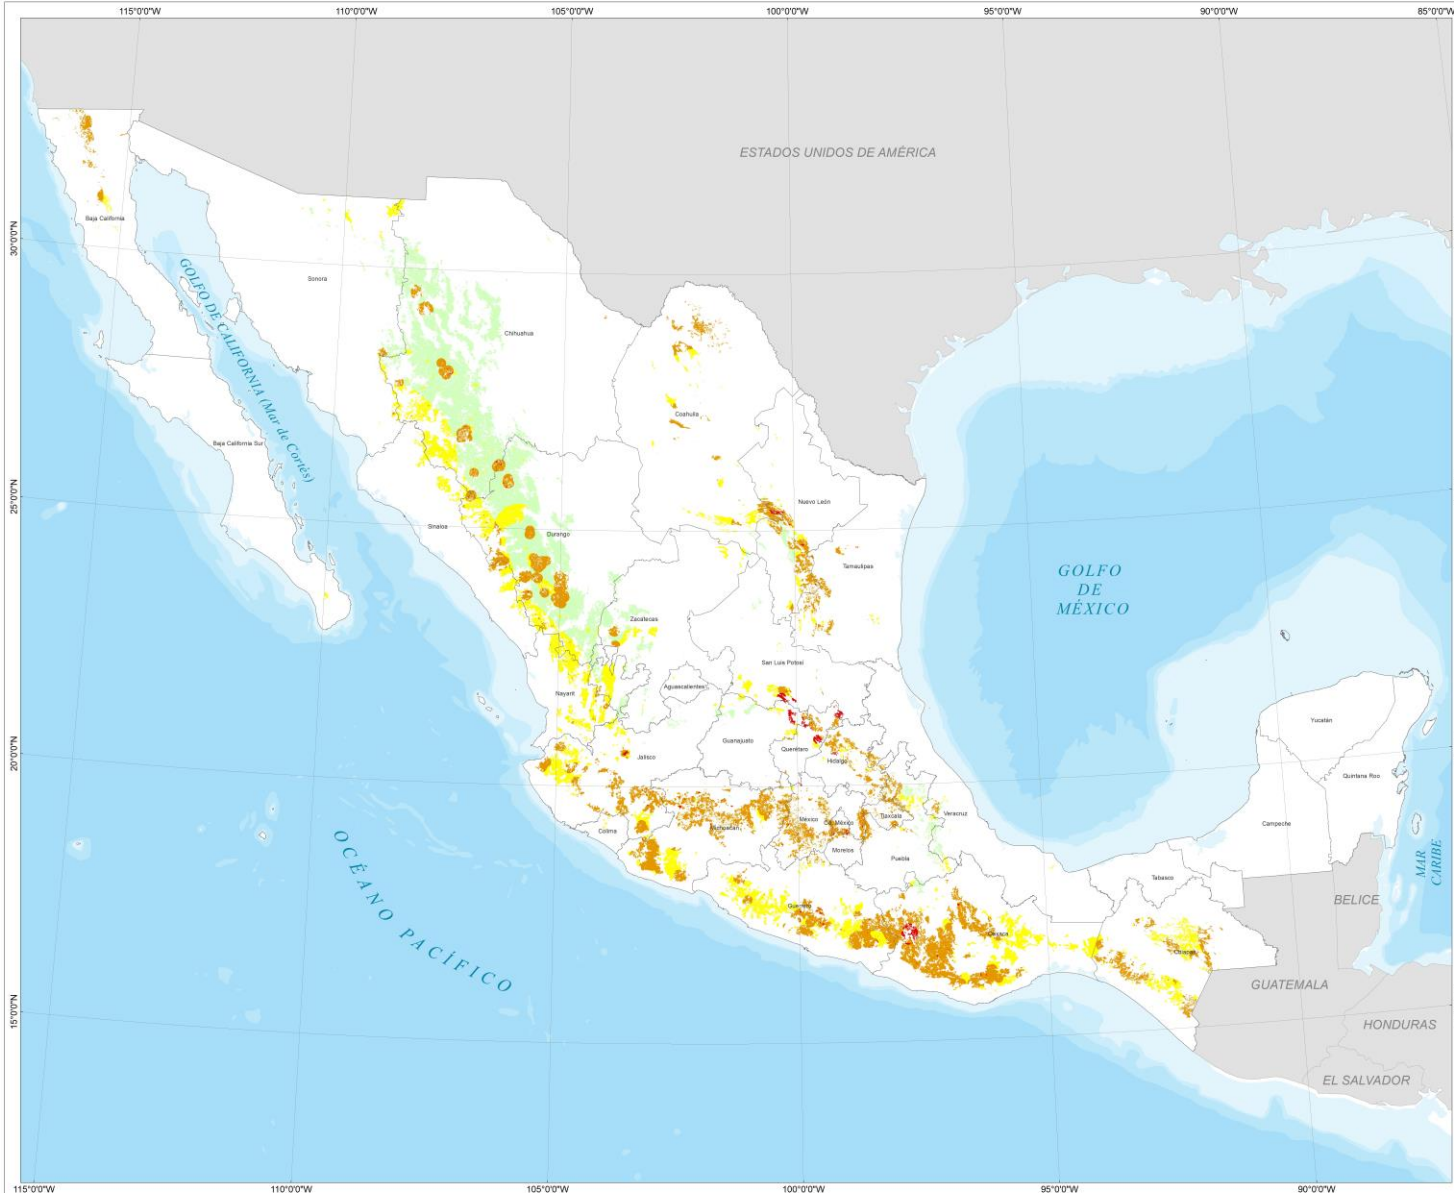 115°0'0"W
110°0'0"W
105°0'0"W
100°0'0"W
95°0'0"W
90°0'0"W
85°0'0"W
ESTADOS UNIDOS DE AMÉRICA
Baja California
30°0'0"N
Sonora
GOLFO DE CALIFORNIA (Mar de Cortés)
Chihuahua
Coahuila
Baja California Sur
25°0'0"N
Nuevo León
Sinaloa
Durango
Tamaulipas
GOLFO
DE
MÉXICO
Zacatecas
San Luis Potosí
Nayarit
Aguascalientes
Yucatán
20°0'0"N
Guanajuato
Querétaro
Jalisco
Hidalgo
Quintana Roo
Colima
Michoacán
México
Cd. México
Tlaxcala
Veracruz
Campeche
Morelos
Puebla
MAR
CARIBE
Tabasco
OCÉANO PACÍFICO
Guerrero
BELICE
Oaxaca
Chiapas
GUATEMALA
15°0'0"N
HONDURAS
EL SALVADOR
115°0'0"W
110°0'0"W
105°0'0"W
100°0'0"W
95°0'0"W
90°0'0"W